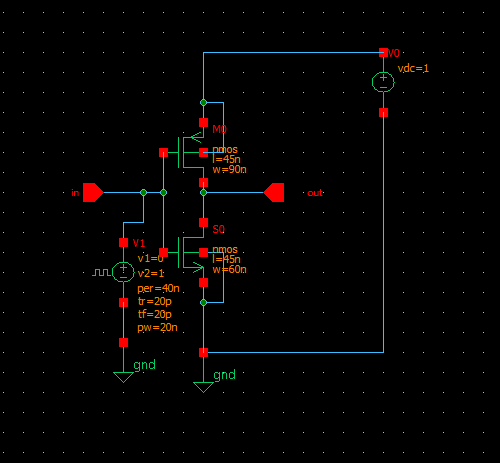 V0
vdc=1
M0
nmos
l=45n
w=90n
in
out
S0
nmos
l=45n
w=60n
V1
v1=0
v2=1
per=40n
tr=20p
tf=20p
pw=20n
gnd
gnd